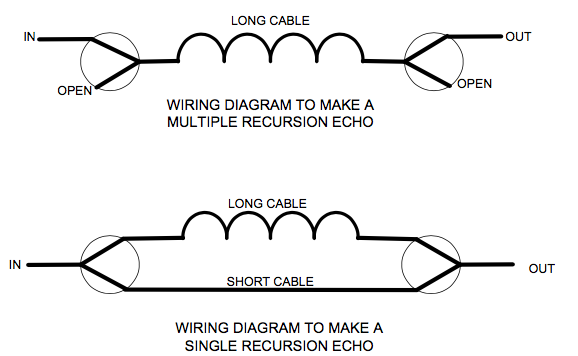 LONG CABLE
IN
OUT
OPEN
OPEN
WIRING DIAGRAM TO MAKE A
MULTIPLE RECURSION ECHO
LONG CABLE
IN
OUT
SHORT CABLE
WIRING DIAGRAM TO MAKE A
SINGLE RECURSION ECHO